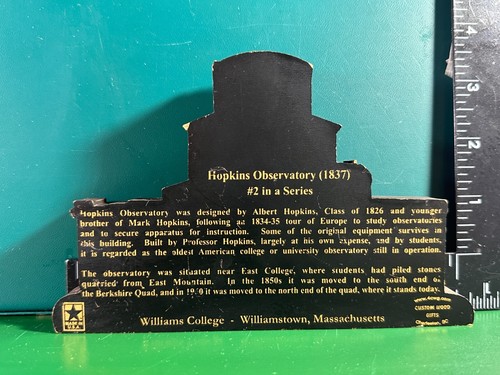 Hopkins Observatory (1837)
#2 in a Series
Hopkins Observatory was designed by Albert Hopkins, Class of 1826 and younger
brother of Mark Hopkins, following an 1834-35 tour of Europe to study observatories
and to secure apparatus for instruction. Some of the original equipment survives in
this building. Built by Professor Hopkins, largely at his own expense, and by students,
it is regarded as the oldest American college or university observatory still in operation.
The observatory was situated near East College, where students had piled stones
quarried from East Mountain. In the 1850s it was moved to the south end of
the Berkshire Quad, and in it was moved to the north end of the quad, where it stands today.
Williams College - Williamstown, Massachusetts
MADE IN
U.S.A.
CUSTOM WOOD
GIFTS
Charleston, SC
4
3
2
1